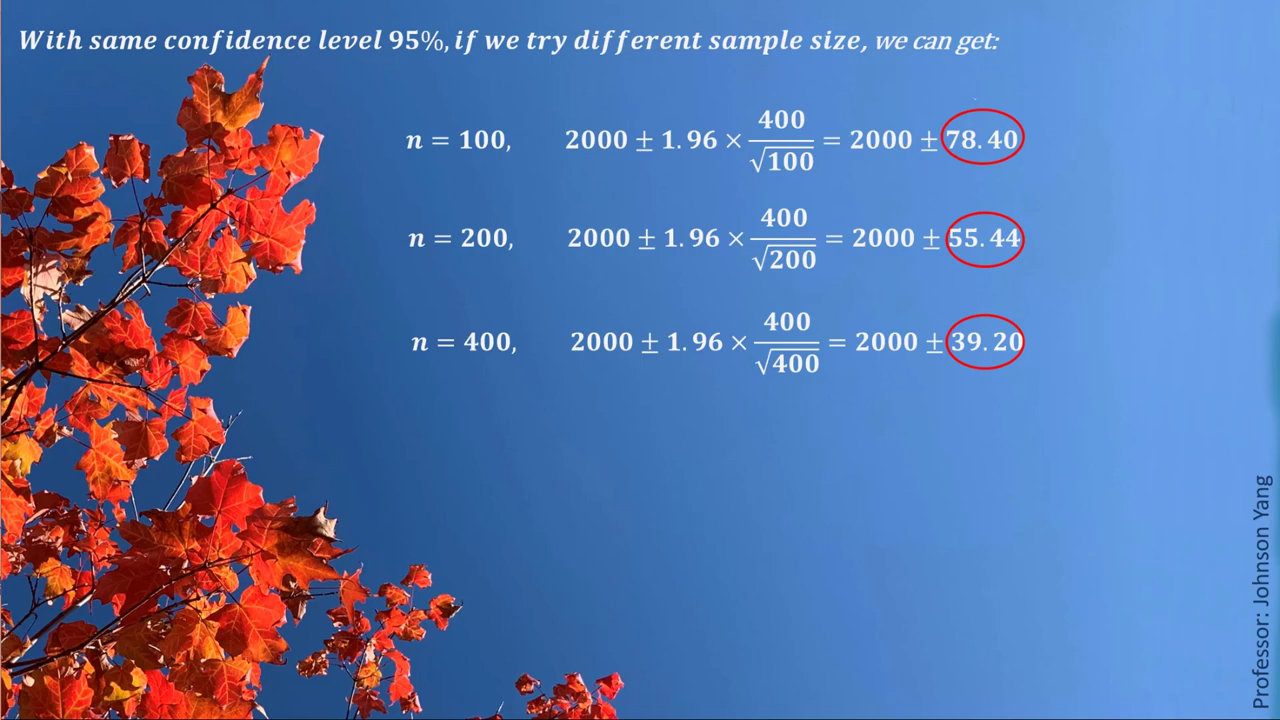 With same confidence level 95%, if we try different sample size, we can get:
n = 100, 2000 ± 1.96 × 400/√100 = 2000 ± 78.40
n = 200, 2000 ± 1.96 × 400/√200 = 2000 ± 55.44
n = 400, 2000 ± 1.96 × 400/√400 = 2000 ± 39.20
Professor: Johnson Yang